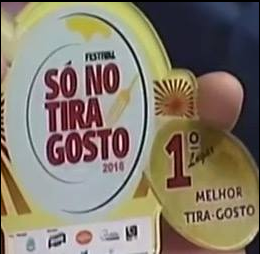 FESTIVAL
SÓ NO
TIRA
GOSTO
2018
1º
Lugar
MELHOR
TIRA-GOSTO